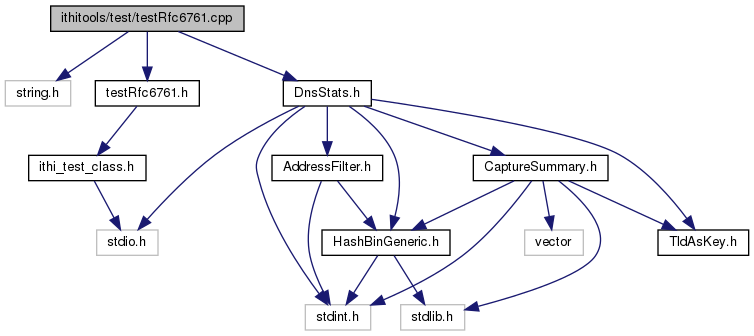 ithitools/test/testRfc6761.cpp
string.h
testRfc6761.h
DnsStats.h
ithi_test_class.h
AddressFilter.h
CaptureSummary.h
stdio.h
HashBinGeneric.h
vector
TldAsKey.h
stdint.h
stdlib.h